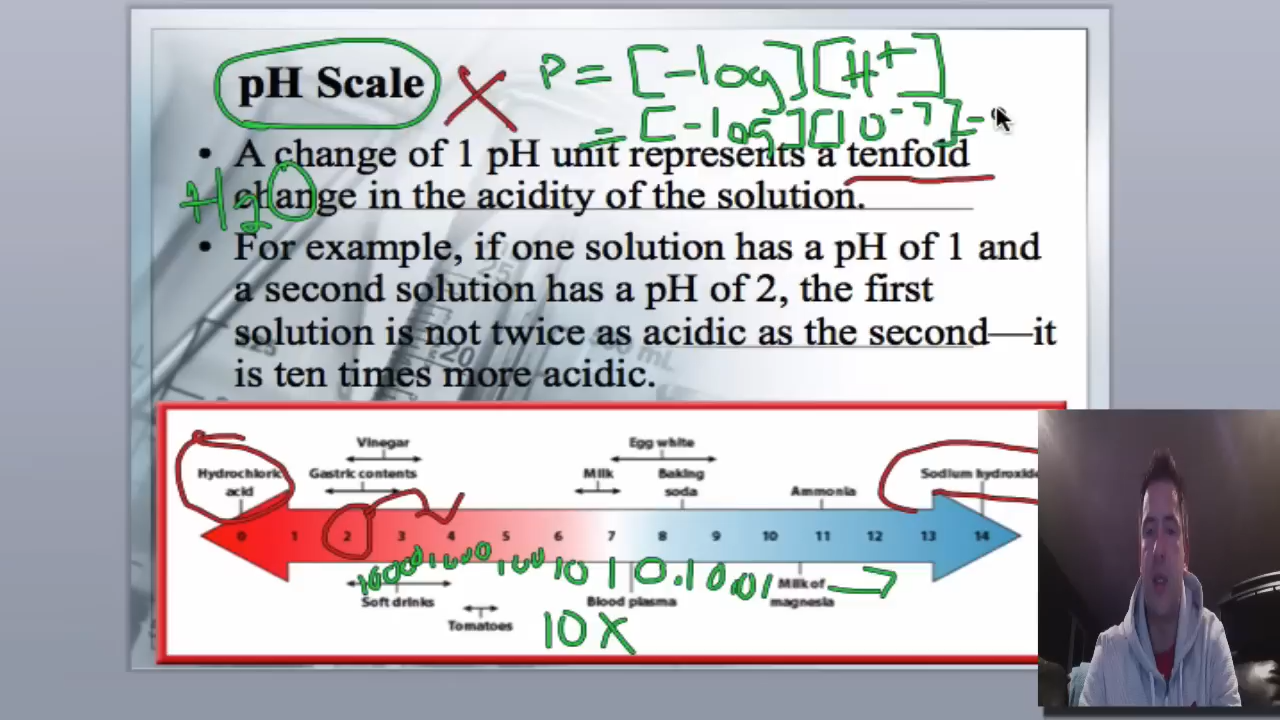 pH Scale P = [-log][H+]
= [-log][10-7]=
• A change of 1 pH unit represents a tenfold
H2O
change in the acidity of the solution.
• For example, if one solution has a pH of 1 and
a second solution has a pH of 2, the first
solution is not twice as acidic as the second—it
is ten times more acidic.
Vinegar Egg white
Hydrochloric Gastric contents Milk Baking Sodium hydroxide
acid soda Ammonia
0 1 2 3 4 5 6 7 8 9 10 11 12 13 14
10000 1000 100 10 1 0.1 0.01 Milk of
Soft drinks Blood plasma magnesia
Tomatoes 10X